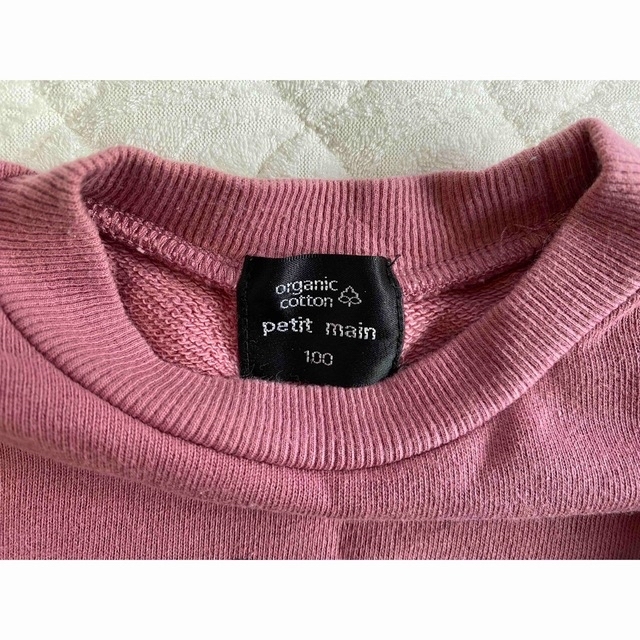 organic
cotton
petit main
100